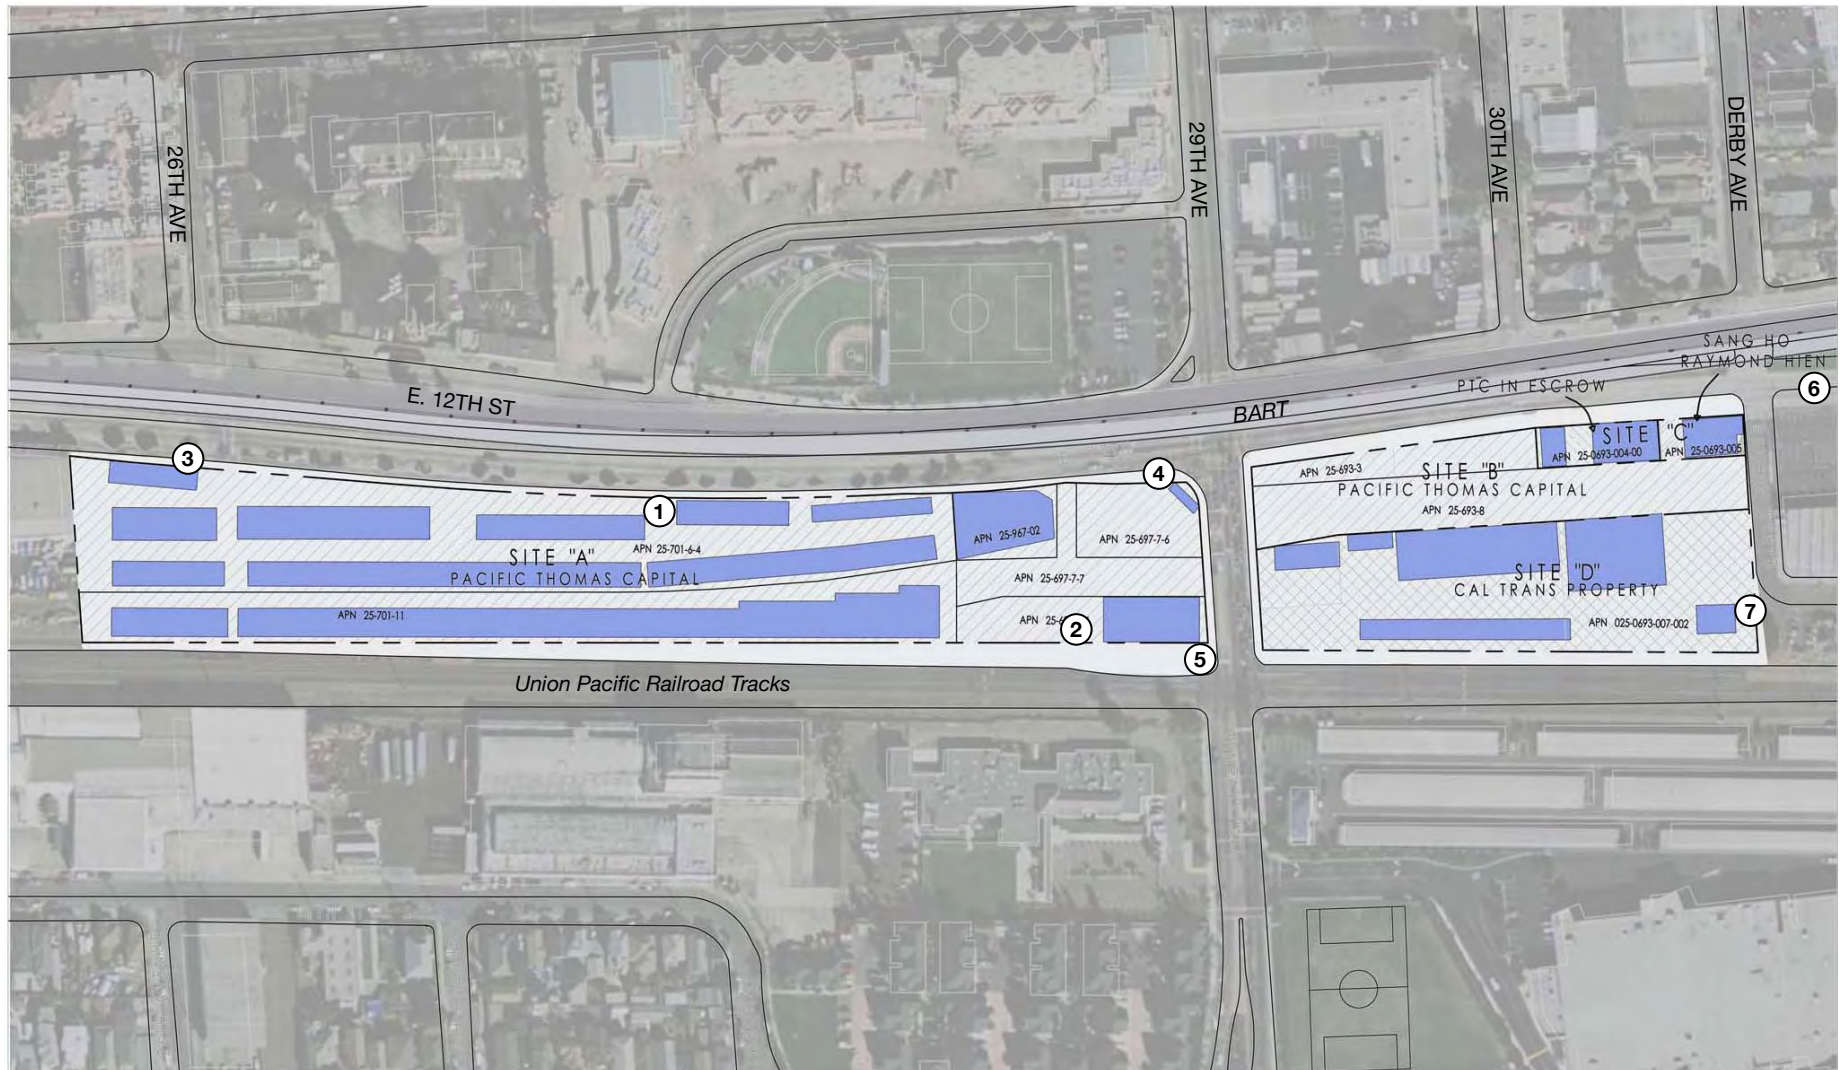 26TH AVE
29TH AVE
30TH AVE
DERBY AVE
E. 12TH ST
BART
SANG HO
RAYMOND HIEN
PTC IN ESCROW
6
3
4
1
SITE "A"
PACIFIC THOMAS CAPITAL
APN 25-701-6-4
APN 25-701-11
APN 25-967-02
APN 25-697-7-6
APN 25-697-7-7
APN 25-6
2
5
APN 25-693-3
SITE "B"
PACIFIC THOMAS CAPITAL
APN 25-693-8
SITE "C"
APN 25-0693-004-00
APN 25-0693-005
SITE "D"
CAL TRANS PROPERTY
APN 025-0693-007-002
7
Union Pacific Railroad Tracks